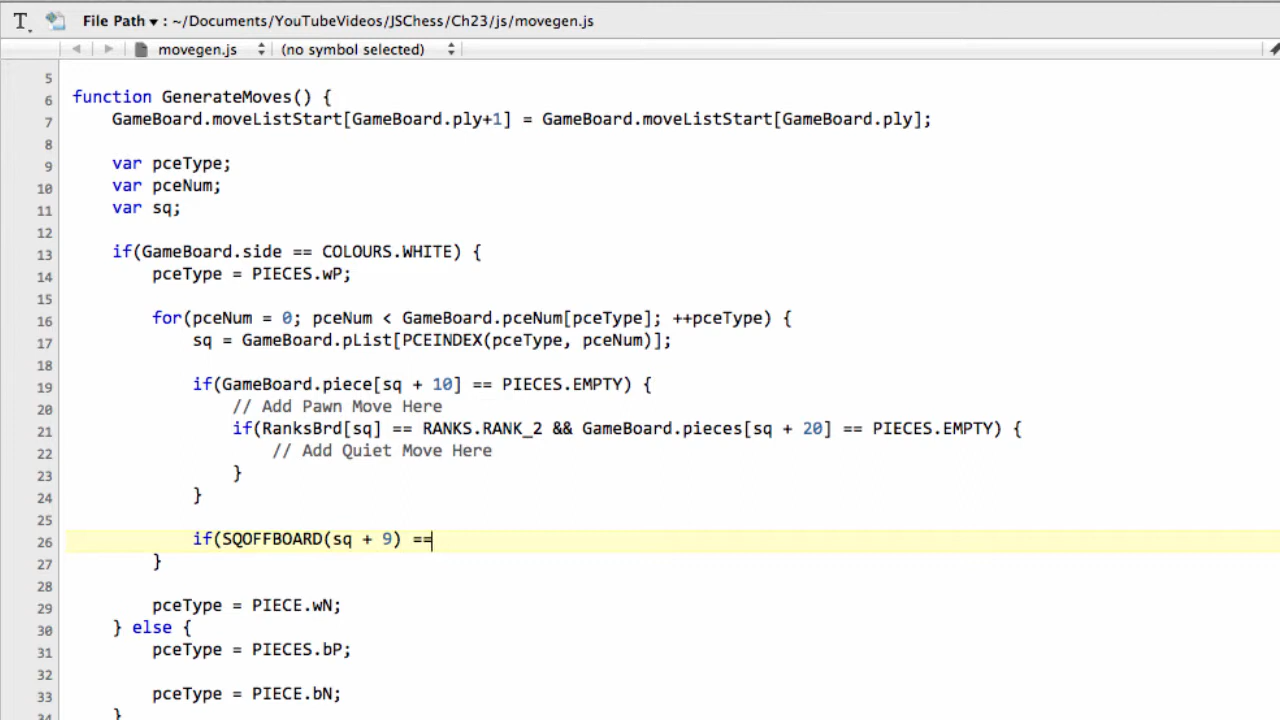 File Path ▾ : ~/Documents/YouTubeVideos/JSChess/Ch23/js/movegen.js
movegen.js (no symbol selected)
5
6 function GenerateMoves() {
7 GameBoard.moveListStart[GameBoard.ply+1] = GameBoard.moveListStart[GameBoard.ply];
8
9 var pceType;
10 var pceNum;
11 var sq;
12
13 if(GameBoard.side == COLOURS.WHITE) {
14 pceType = PIECES.wP;
15
16 for(pceNum = 0; pceNum < GameBoard.pceNum[pceType]; ++pceType) {
17 sq = GameBoard.pList[PCEINDEX(pceType, pceNum)];
18
19 if(GameBoard.piece[sq + 10] == PIECES.EMPTY) {
20 // Add Pawn Move Here
21 if(RanksBrd[sq] == RANKS.RANK_2 && GameBoard.pieces[sq + 20] == PIECES.EMPTY) {
22 // Add Quiet Move Here
23 }
24 }
25
26 if(SQOFFBOARD(sq + 9) ==
27 }
28
29 pceType = PIECE.wN;
30 } else {
31 pceType = PIECES.bP;
32
33 pceType = PIECE.bN;
34 }